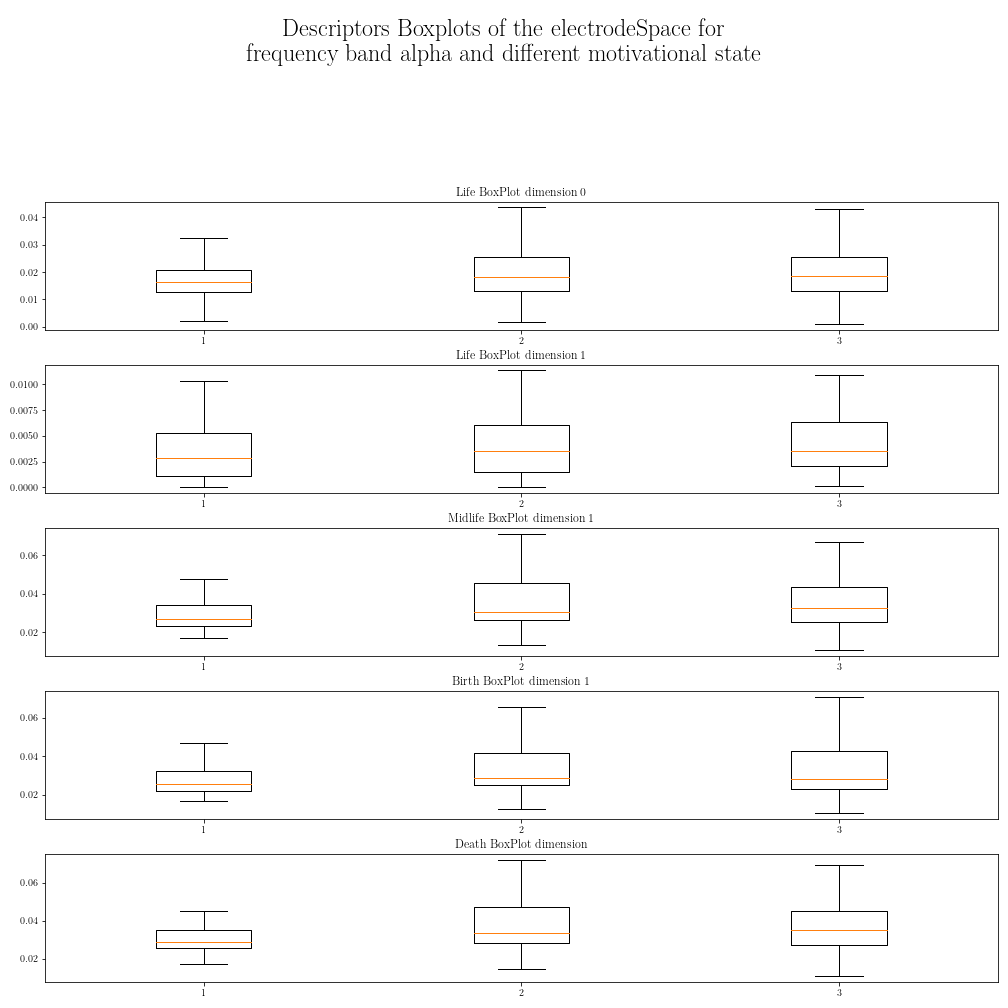 Descriptors Boxplots of the electrodeSpace for
frequency band alpha and different motivational state
Life BoxPlot dimension 0
0.04
0.03
0.02
0.01
0.00
1 2 3
Life BoxPlot dimension 1
0.0100
0.0075
0.0050
0.0025
0.0000
1 2 3
Midlife BoxPlot dimension 1
0.06
0.04
0.02
1 2 3
Birth BoxPlot dimension 1
0.06
0.04
0.02
1 2 3
Death BoxPlot dimension
0.06
0.04
0.02
1 2 3